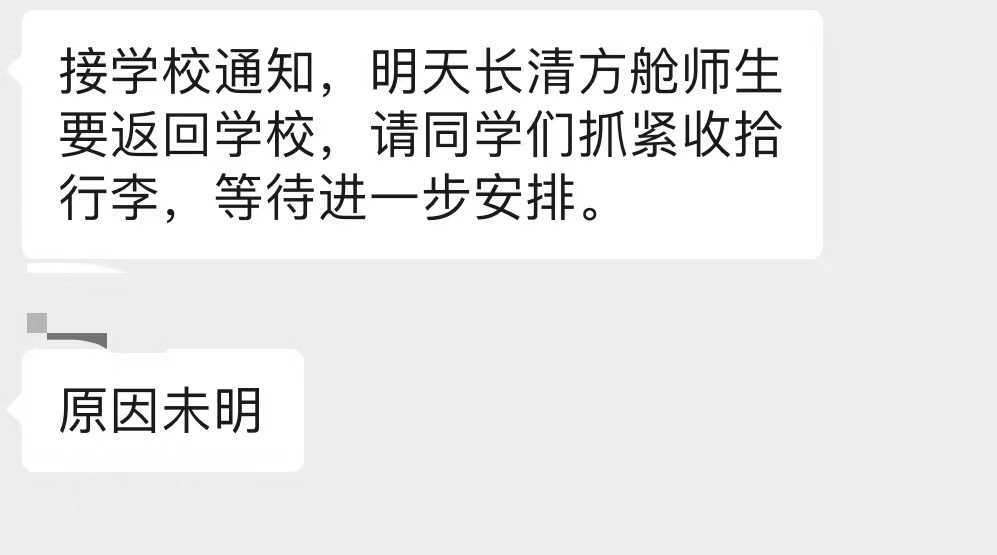 接学校通知，明天长清方舱师生
要返回学校，请同学们抓紧收拾
行李，等待进一步安排。
原因未明